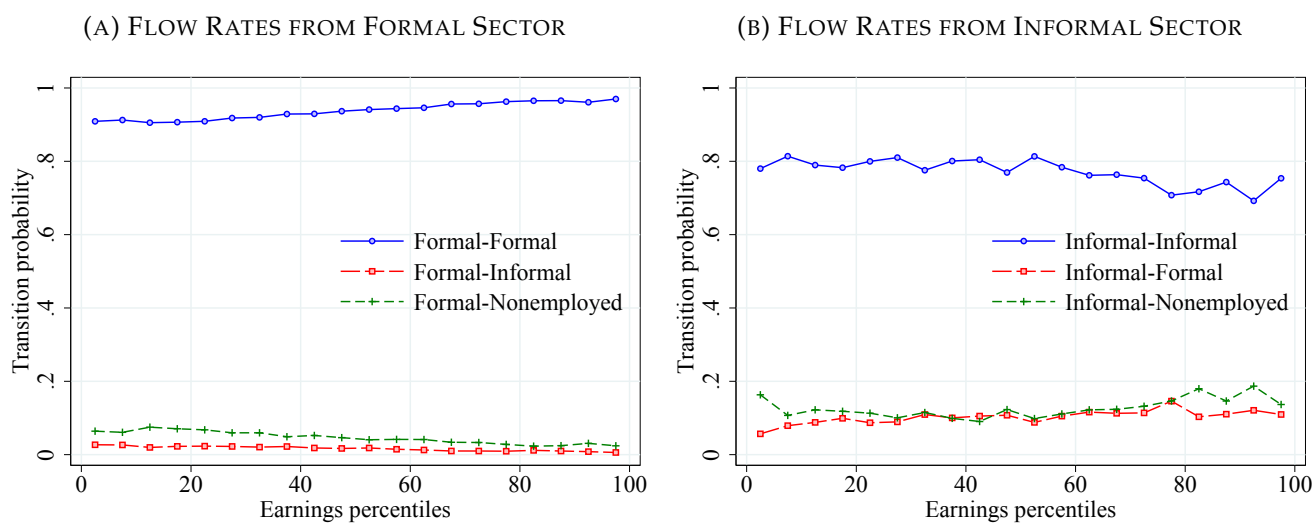 (A) FLOW RATES FROM FORMAL SECTOR
Transition probability
1
.8
.6
.4
.2
0
Formal-Formal
Formal-Informal
Formal-Nonemployed
0 20 40 60 80 100
Earnings percentiles
(B) FLOW RATES FROM INFORMAL SECTOR
Transition probability
1
.8
.6
.4
.2
0
Informal-Informal
Informal-Formal
Informal-Nonemployed
0 20 40 60 80 100
Earnings percentiles